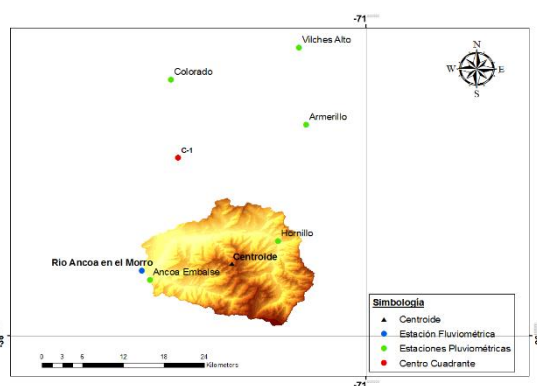 -71
Vilches Alto
Colorado
N
W
E
S
Armerillo
C-1
Hornillo
Rio Ancoa en el Morro
Centroide
Ancoa Embalse
Simbología
Centroide
Estación Fluviométrica
Estaciones Pluviométricas
Centro Cuadrante
0 3 6 12 18 24
Kilometers
-71